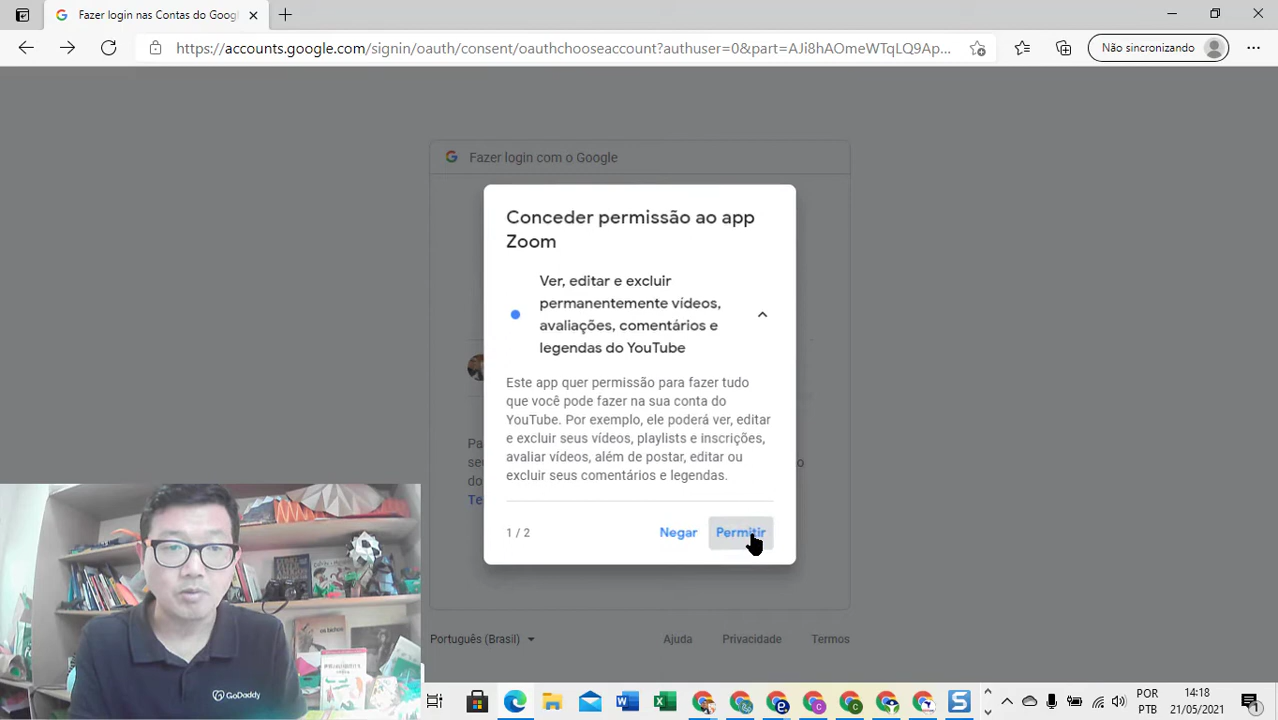 Fazer login nas Contas do Goog
https://accounts.google.com/signin/oauth/consent/oauthchooseaccount?authuser=0&part=AJi8hAOmeWTqLQ9Ap...
Não sincronizando
Fazer login com o Google
Conceder permissão ao app
Zoom
Ver, editar e excluir
permanentemente vídeos,
avaliações, comentários e
legendas do YouTube
Este app quer permissão para fazer tudo
que você pode fazer na sua conta do
YouTube. Por exemplo, ele poderá ver, editar
e excluir seus vídeos, playlists e inscrições,
avaliar vídeos, além de postar, editar ou
excluir seus comentários e legendas.
1 / 2
Negar
Permitir
Português (Brasil)
Ajuda
Privacidade
Termos
GoDaddy
POR
PTB
14:18
21/05/2021